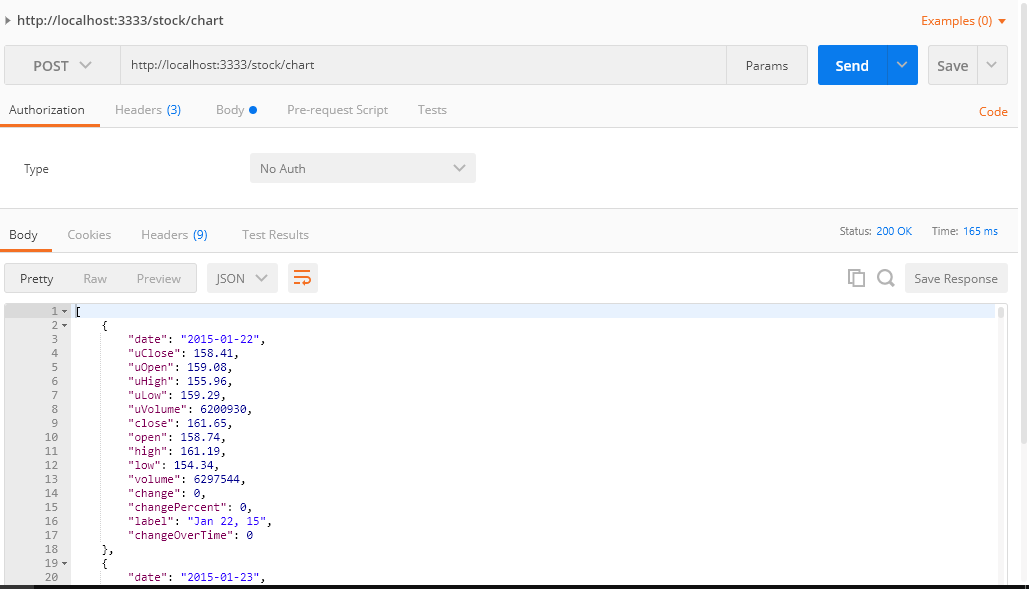 http://localhost:3333/stock/chart Examples (0)
POST http://localhost:3333/stock/chart Params Send Save
Authorization Headers (3) Body Pre-request Script Tests Code
Type No Auth
Body Cookies Headers (9) Test Results Status: 200 OK Time: 165 ms
Pretty Raw Preview JSON Save Response
1 [
2 {
3 "date": "2015-01-22",
4 "uClose": 158.41,
5 "uOpen": 159.08,
6 "uHigh": 155.96,
7 "uLow": 159.29,
8 "uVolume": 6200930,
9 "close": 161.65,
10 "open": 158.74,
11 "high": 161.19,
12 "low": 154.34,
13 "volume": 6297544,
14 "change": 0,
15 "changePercent": 0,
16 "label": "Jan 22, 15",
17 "changeOverTime": 0
18 },
19 {
20 "date": "2015-01-23",